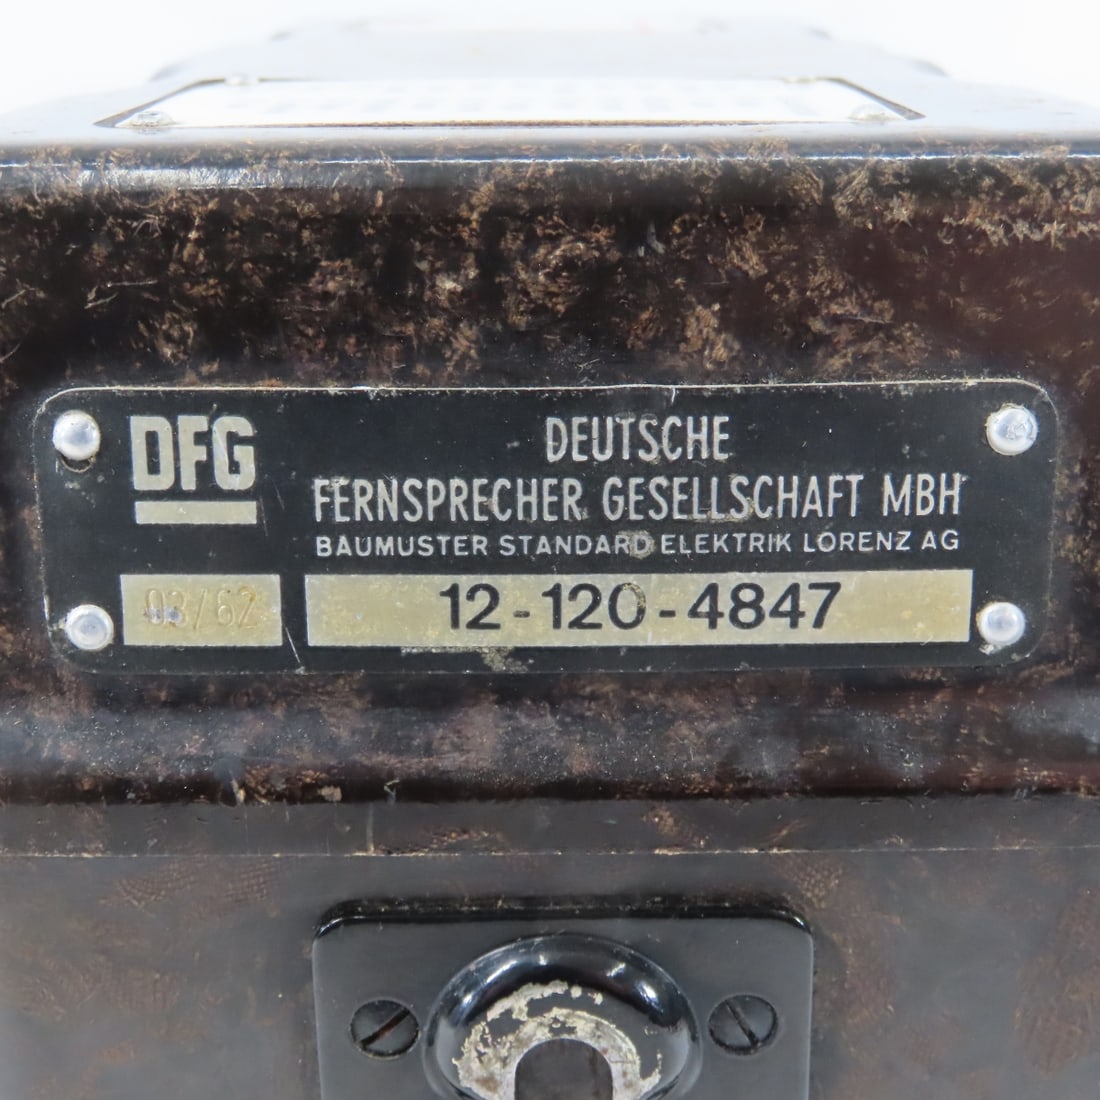 DFG
DEUTSCHE
FERNSPRECHER GESELLSCHAFT MBH
BAUMUSTER STANDARD ELEKTRIK LORENZ AG
03/62
12-120-4847